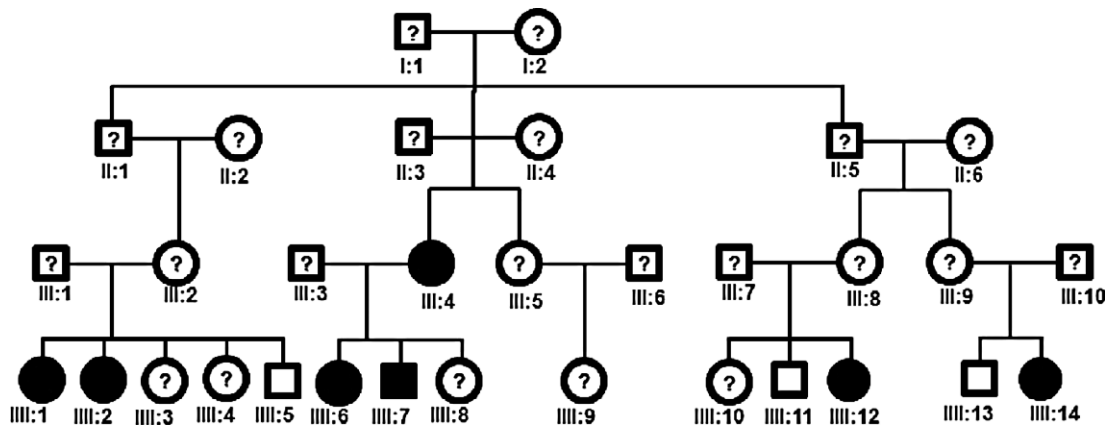 ? ?
I:1 I:2
? ? ? ? ? ?
II:1 II:2 II:3 II:4 II:5 II:6
? ? ? ? ? ? ? ? ?
III:1 III:2 III:3 III:4 III:5 III:6 III:7 III:8 III:9 III:10
? ? ? ? ?
IIII:1 IIII:2 IIII:3 IIII:4 IIII:5 IIII:6 IIII:7 IIII:8 IIII:9 IIII:10 IIII:11 IIII:12 IIII:13 IIII:14